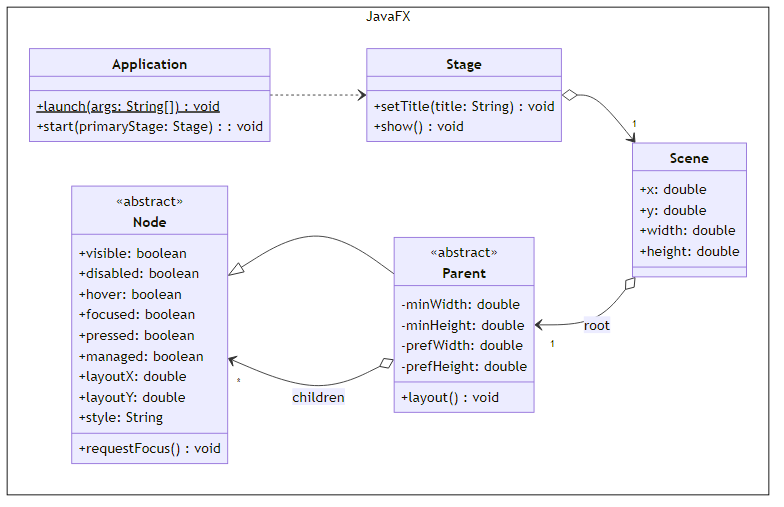 JavaFX
Application
+launch(args: String[]) : void
+start(primaryStage: Stage) : : void
Stage
+setTitle(title: String) : void
+show() : void
1
Scene
+x: double
+y: double
+width: double
+height: double
«abstract»
Node
+visible: boolean
+disabled: boolean
+hover: boolean
+focused: boolean
+pressed: boolean
+managed: boolean
+layoutX: double
+layoutY: double
+style: String
+requestFocus() : void
«abstract»
Parent
-minWidth: double
-minHeight: double
-prefWidth: double
-prefHeight: double
+layout() : void
root
1
*
children